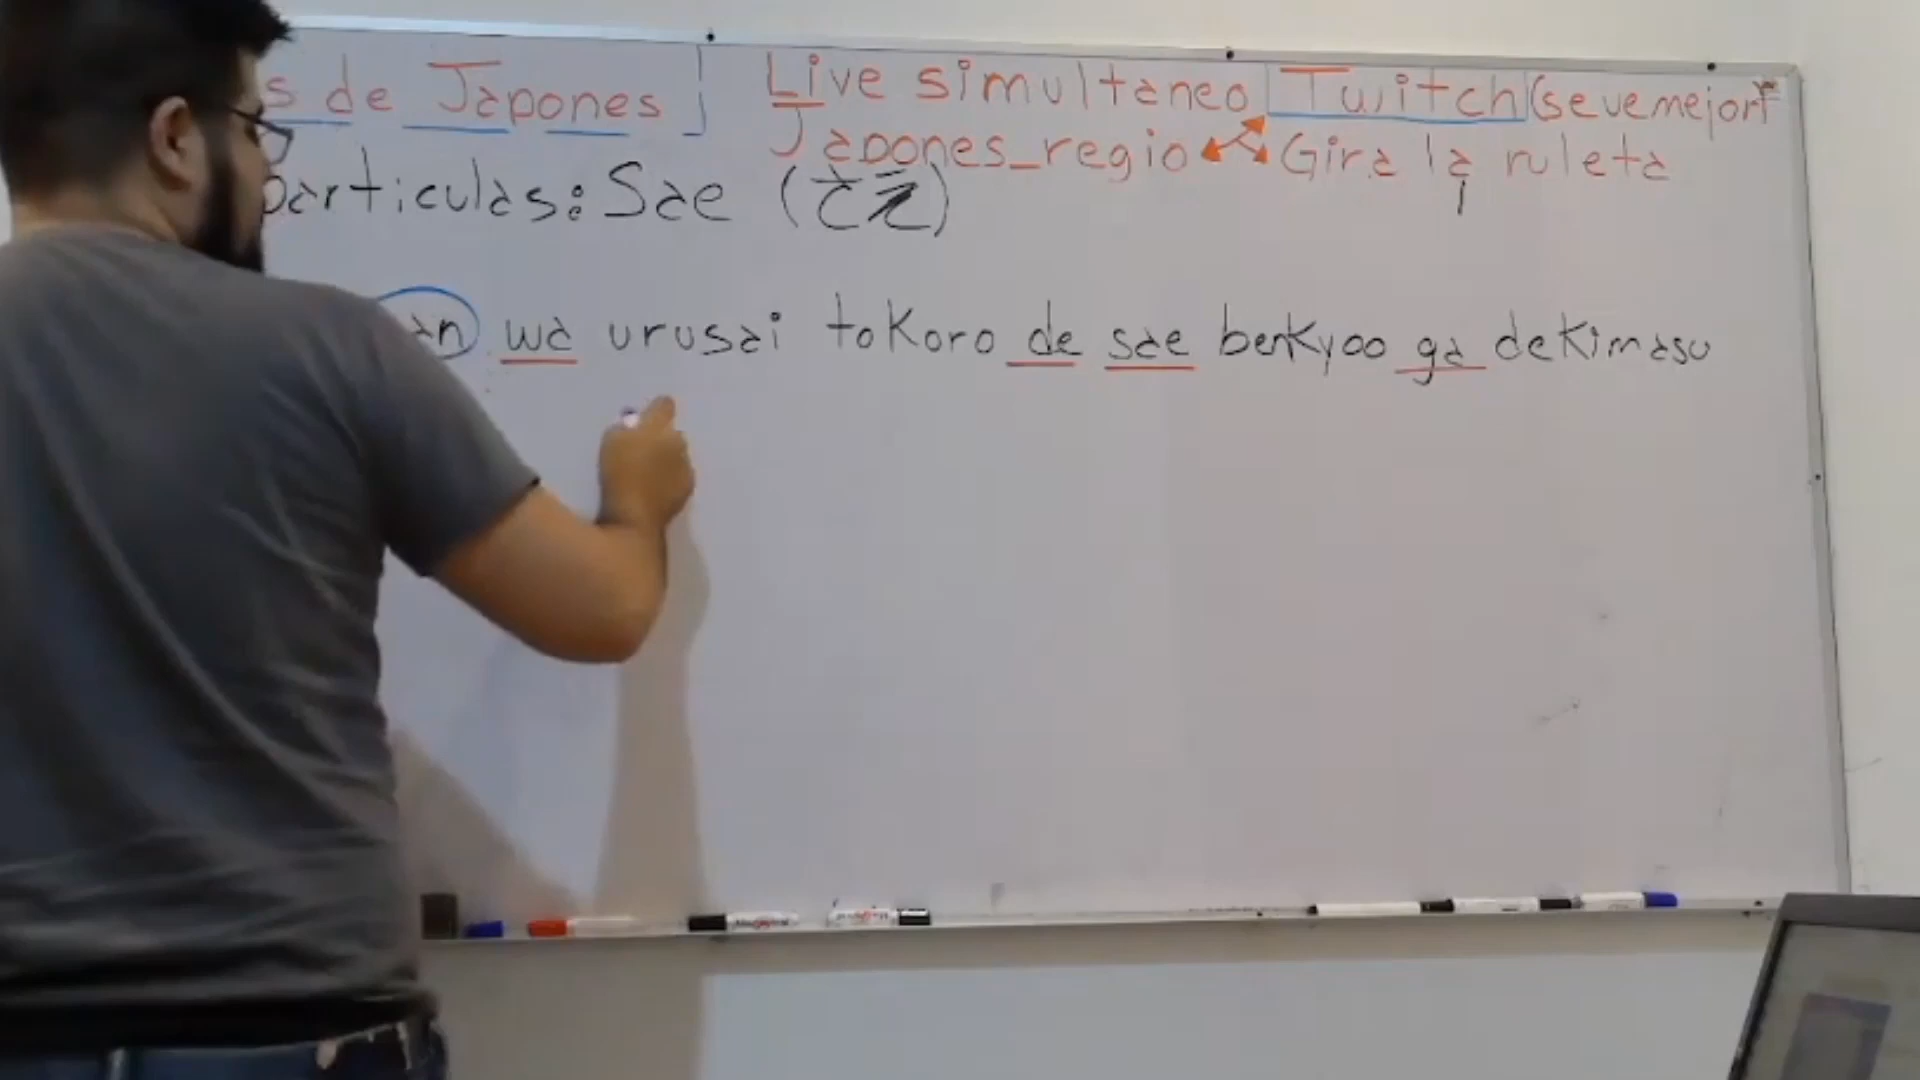 s de Japones Live simultaneo Twitch (se ve mejor
Japones_regio Gira la ruleta
particulas: Sae (さえ)
an wa urusai tokoro de sae benkyoo ga dekimasu